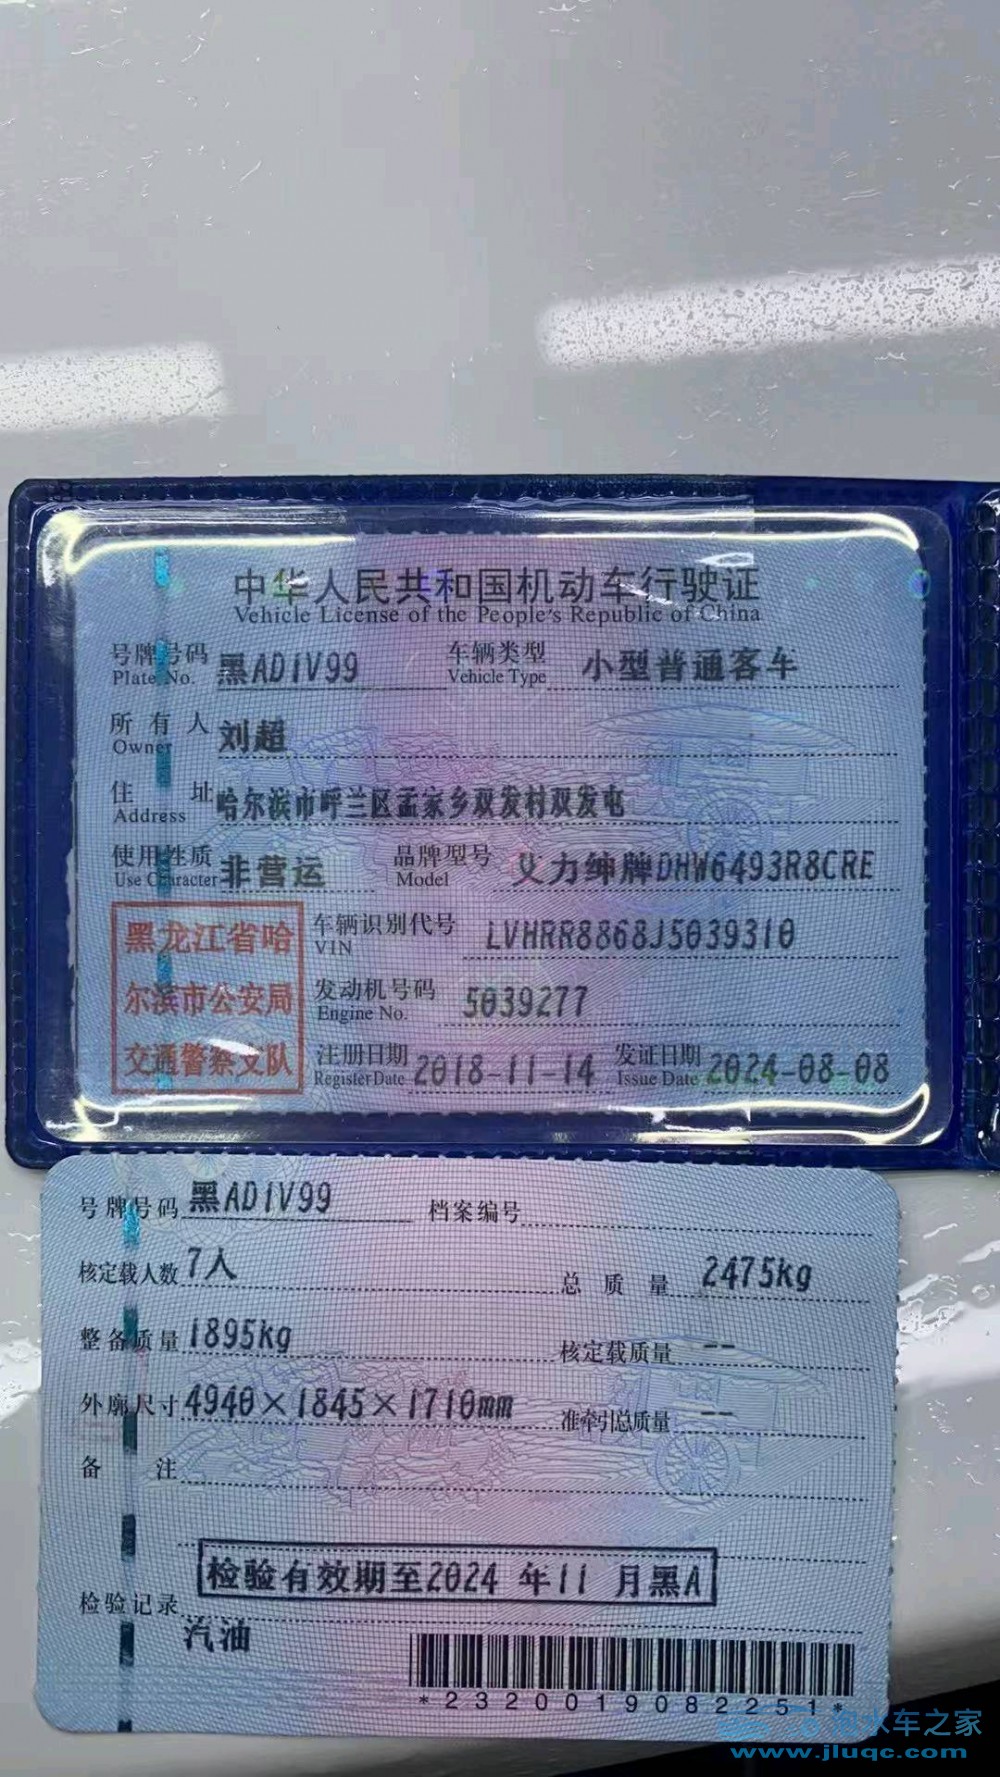 中华人民共和国机动车行驶证
Vehicle License of the People's Republic of China
号牌号码 黑AD1V99 车辆类型 小型普通客车
Plate No. Vehicle Type
所有人 刘超
Owner
住址 哈尔滨市呼兰区孟家乡双发村双发屯
Address
使用性质 非营运 品牌型号 艾力绅牌DHW6493R8CRE
Use Character Model
黑龙江省哈
尔滨市公安局
交通警察支队
车辆识别代号 LVHRR8868J5039310
VIN
发动机号码 5039277
Engine No.
注册日期 2018-11-14 发证日期 2024-08-08
Register Date Issue Date
号牌号码 黑AD1V99 档案编号
核定载人数 7人 总质量 2475kg
整备质量 1895kg 核定载质量 --
外廓尺寸 4940×1845×1710mm 准牵引总质量 --
备注
检验有效期至2024 年11 月黑A
检验记录
汽油
*2320019082251*
水车之家
www.jluqc.com